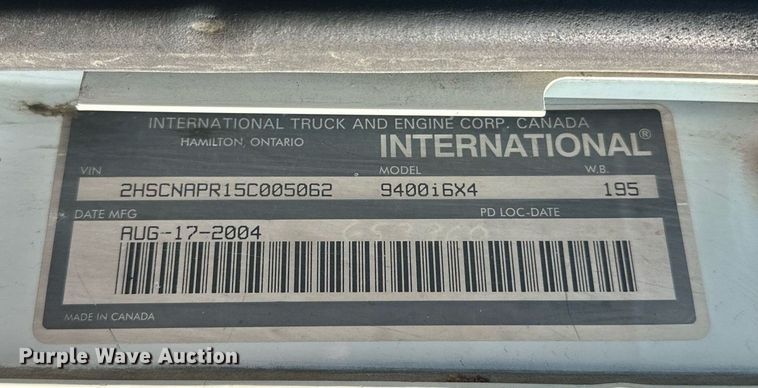 INTERNATIONAL TRUCK AND ENGINE CORP. CANADA
HAMILTON, ONTARIO INTERNATIONAL®
VIN MODEL W.B.
2HSCNAPR15C005062 9400i6X4 195
DATE MFG PD LOC-DATE
AUG-17-2004
MADE IN CANADA
Purple Wave Auction